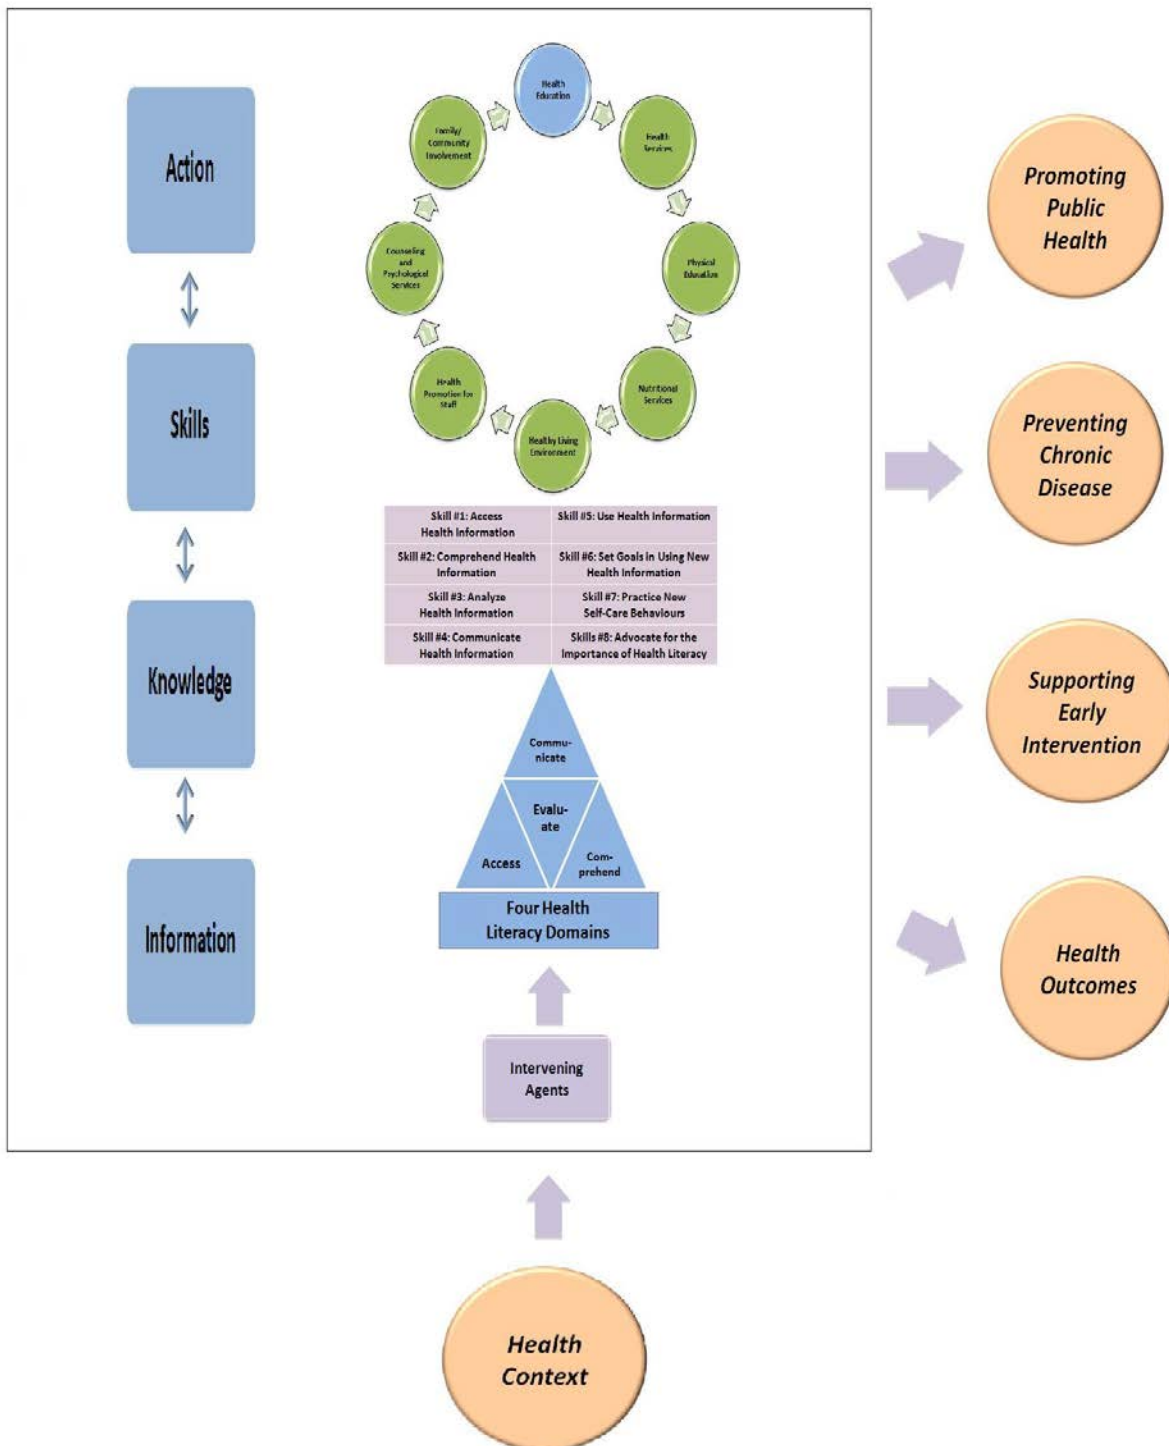 Action
Skills
Knowledge
Information
Health
Education
Health
Services
Physical
Education
Nutritional
Services
Healthy Living
Environment
Health
Promotion for
Staff
Counseling
and
Psychological
Services
Family/
Community
Involvement
Skill #1: Access
Health Information
Skill #5: Use Health Information
Skill #2: Comprehend Health
Information
Skill #6: Set Goals in Using New
Health Information
Skill #3: Analyze
Health Information
Skill #7: Practice New
Self-Care Behaviours
Skill #4: Communicate
Health Information
Skills #8: Advocate for the
Importance of Health Literacy
Commu-
nicate
Evalu-
ate
Access
Com-
prehend
Four Health
Literacy Domains
Intervening
Agents
Health
Context
Promoting
Public
Health
Preventing
Chronic
Disease
Supporting
Early
Intervention
Health
Outcomes